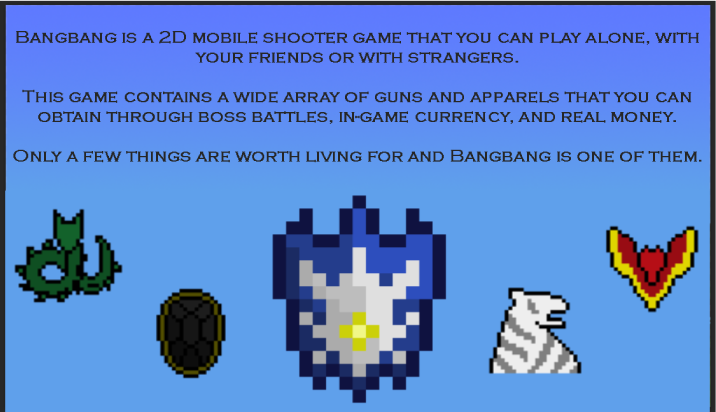 Bangbang is a 2D mobile shooter game that you can play alone, with
your friends or with strangers.
This game contains a wide array of guns and apparels that you can
obtain through boss battles, in-game currency, and real money.
Only a few things are worth living for and Bangbang is one of them.